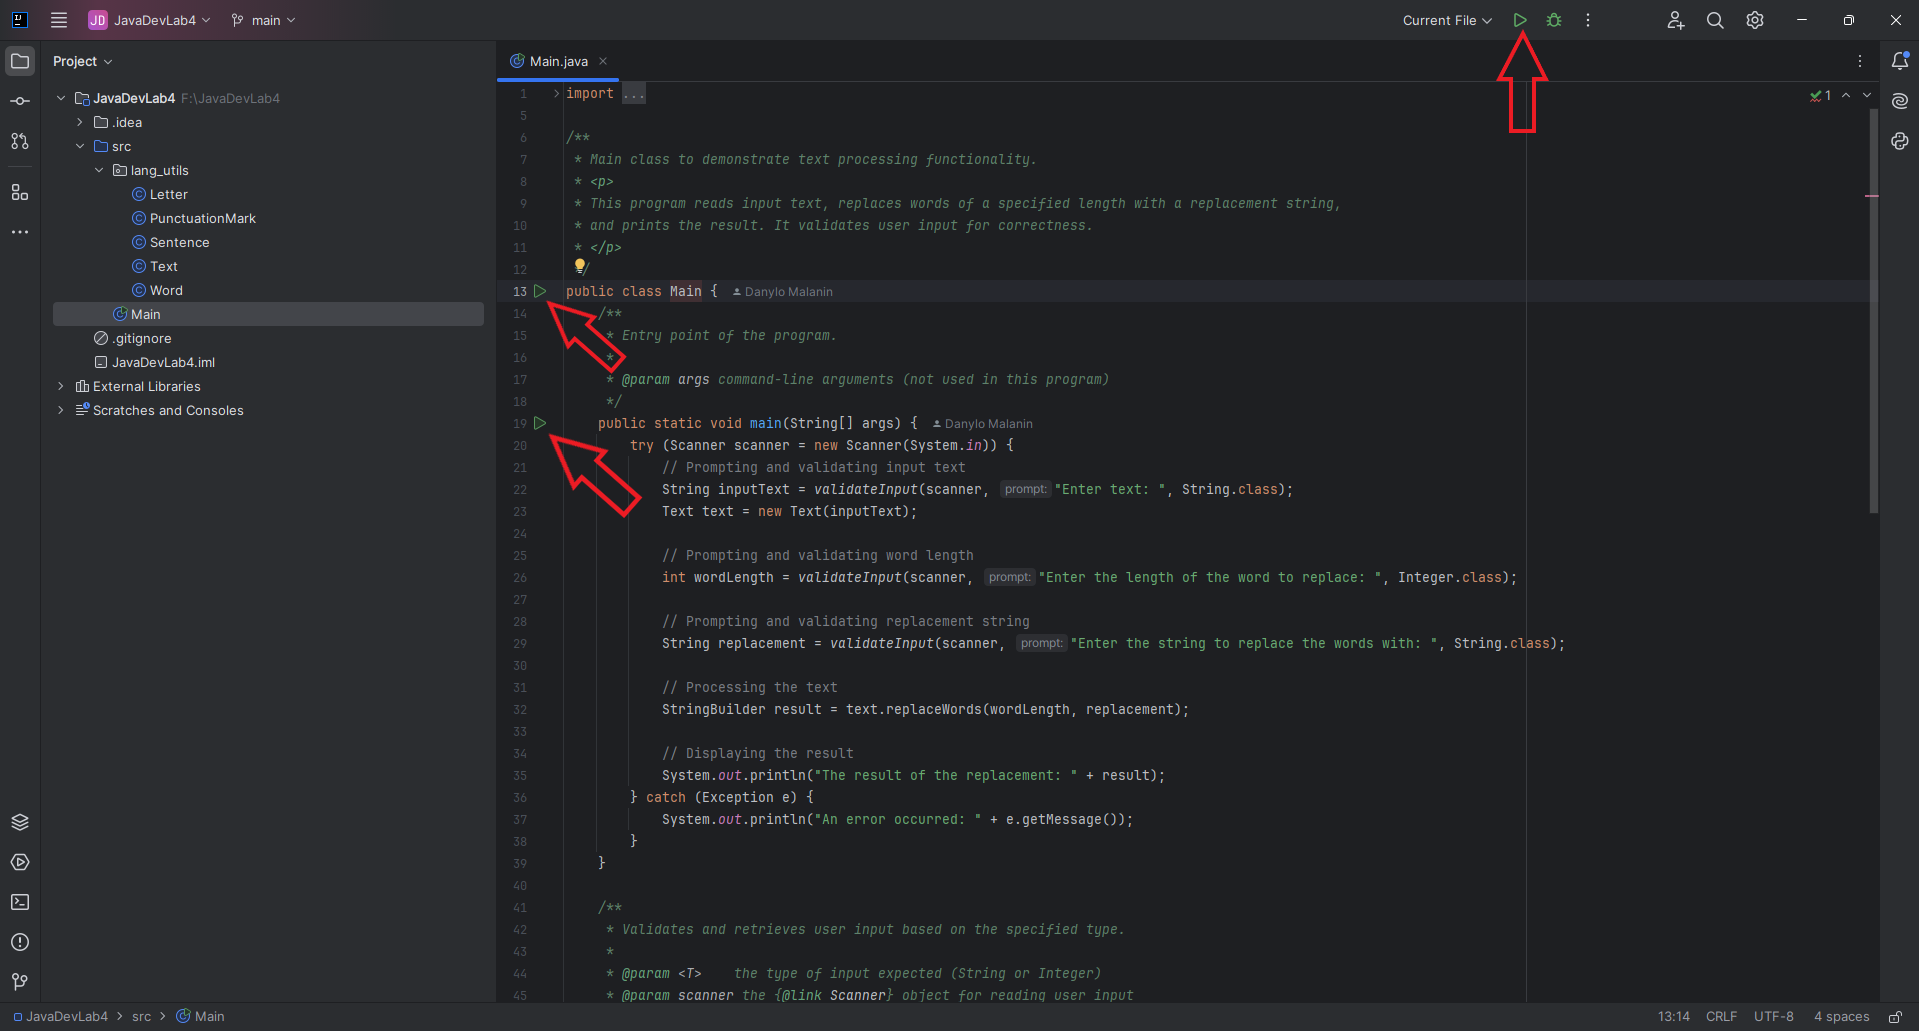 JD JavaDevLab4 main Current File
Project
JavaDevLab4 F:\JavaDevLab4
.idea
src
lang_utils
Letter
PunctuationMark
Sentence
Text
Word
Main
.gitignore
JavaDevLab4.iml
External Libraries
Scratches and Consoles
Main.java
1 import ...
1
5
6 /**
7 * Main class to demonstrate text processing functionality.
8 * <p>
9 * This program reads input text, replaces words of a specified length with a replacement string,
10 * and prints the result. It validates user input for correctness.
11 * </p>
12 /
13 public class Main { Danylo Malanin
14 /**
15 * Entry point of the program.
16 *
17 * @param args command-line arguments (not used in this program)
18 */
19 public static void main(String[] args) { Danylo Malanin
20 try (Scanner scanner = new Scanner(System.in)) {
21 // Prompting and validating input text
22 String inputText = validateInput(scanner, prompt: "Enter text: ", String.class);
23 Text text = new Text(inputText);
24
25 // Prompting and validating word length
26 int wordLength = validateInput(scanner, prompt: "Enter the length of the word to replace: ", Integer.class);
27
28 // Prompting and validating replacement string
29 String replacement = validateInput(scanner, prompt: "Enter the string to replace the words with: ", String.class);
30
31 // Processing the text
32 StringBuilder result = text.replaceWords(wordLength, replacement);
33
34 // Displaying the result
35 System.out.println("The result of the replacement: " + result);
36 } catch (Exception e) {
37 System.out.println("An error occurred: " + e.getMessage());
38 }
39 }
40
41 /**
42 * Validates and retrieves user input based on the specified type.
43 *
44 * @param <T> the type of input expected (String or Integer)
45 * @param scanner the {@link Scanner} object for reading user input
JavaDevLab4 > src > Main 13:14 CRLF UTF-8 4 spaces